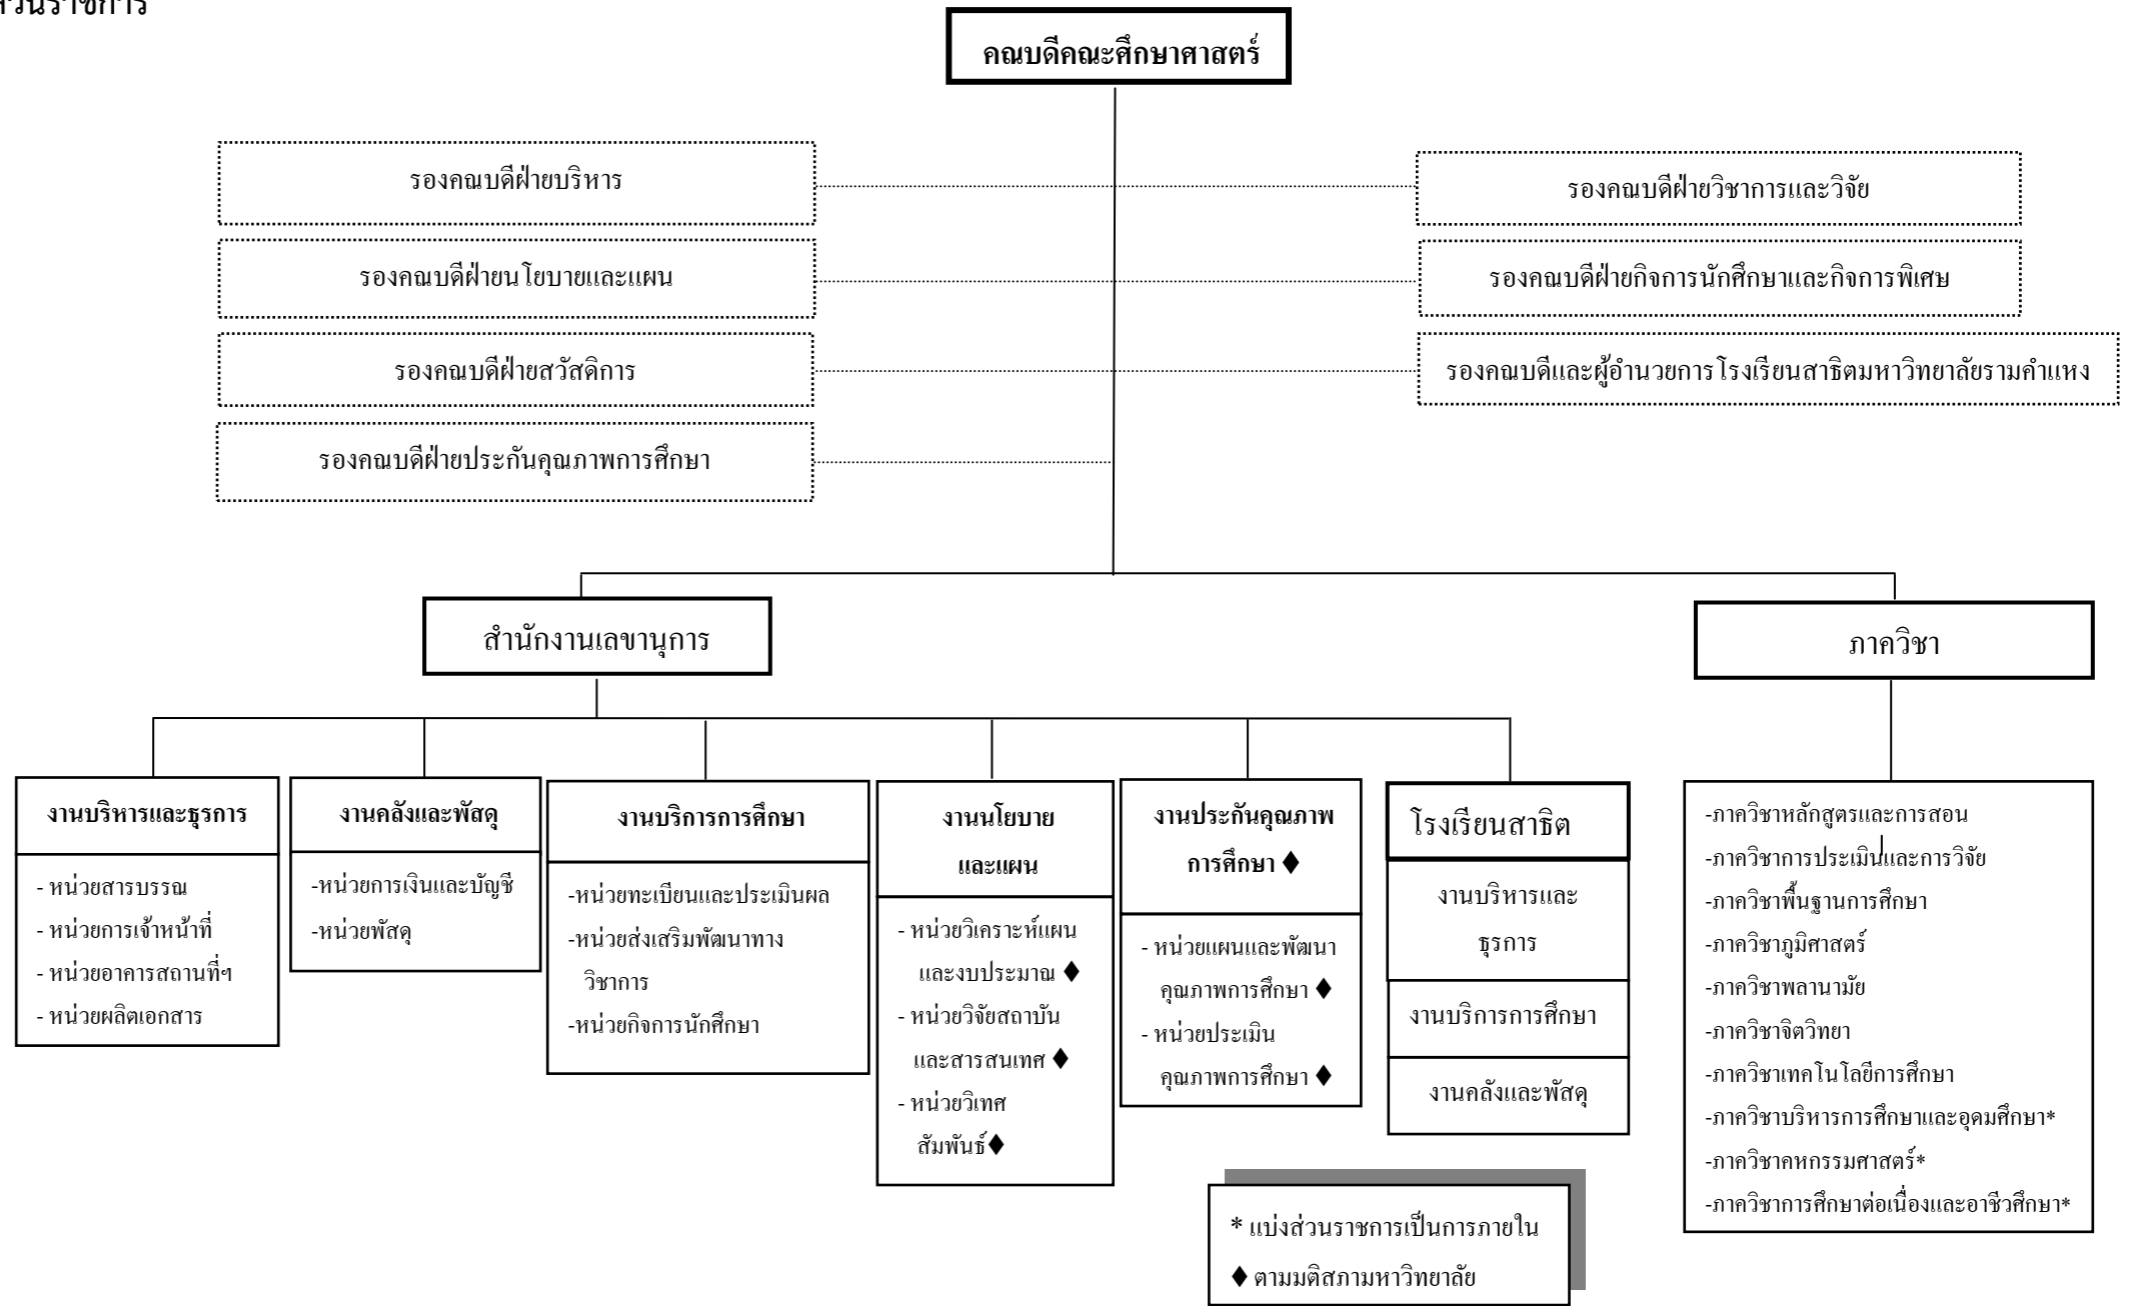 ส่วนราชการ
คณบดีคณะศึกษาศาสตร์
รองคณบดีฝ่ายบริหาร
รองคณบดีฝ่ายวิชาการและวิจัย
รองคณบดีฝ่ายนโยบายและแผน
รองคณบดีฝ่ายกิจการนักศึกษาและกิจการพิเศษ
รองคณบดีฝ่ายสวัสดิการ
รองคณบดีและผู้อำนวยการโรงเรียนสาธิตมหาวิทยาลัยรามคำแหง
รองคณบดีฝ่ายประกันคุณภาพการศึกษา
สำนักงานเลขานุการ
ภาควิชา
งานบริหารและธุรการ
- หน่วยสารบรรณ
- หน่วยการเจ้าหน้าที่
- หน่วยอาคารสถานที่ฯ
- หน่วยผลิตเอกสาร
งานคลังและพัสดุ
-หน่วยการเงินและบัญชี
-หน่วยพัสดุ
งานบริการการศึกษา
-หน่วยทะเบียนและประเมินผล
-หน่วยส่งเสริมพัฒนาทาง
วิชาการ
-หน่วยกิจการนักศึกษา
งานนโยบาย
และแผน
- หน่วยวิเคราะห์แผน
และงบประมาณ ♦
- หน่วยวิจัยสถาบัน
และสารสนเทศ ♦
- หน่วยวิเทศ
สัมพันธ์♦
งานประกันคุณภาพ
การศึกษา ♦
- หน่วยแผนและพัฒนา
คุณภาพการศึกษา ♦
- หน่วยประเมิน
คุณภาพการศึกษา ♦
โรงเรียนสาธิต
งานบริหารและ
ธุรการ
งานบริการการศึกษา
งานคลังและพัสดุ
-ภาควิชาหลักสูตรและการสอน
-ภาควิชาการประเมินและการวิจัย
-ภาควิชาพื้นฐานการศึกษา
-ภาควิชาภูมิศาสตร์
-ภาควิชาพลานามัย
-ภาควิชาจิตวิทยา
-ภาควิชาเทคโนโลยีการศึกษา
-ภาควิชาบริหารการศึกษาและอุดมศึกษา*
-ภาควิชาคหกรรมศาสตร์*
-ภาควิชาการศึกษาต่อเนื่องและอาชีวศึกษา*
* แบ่งส่วนราชการเป็นการภายใน
♦ ตามมติสภามหาวิทยาลัย